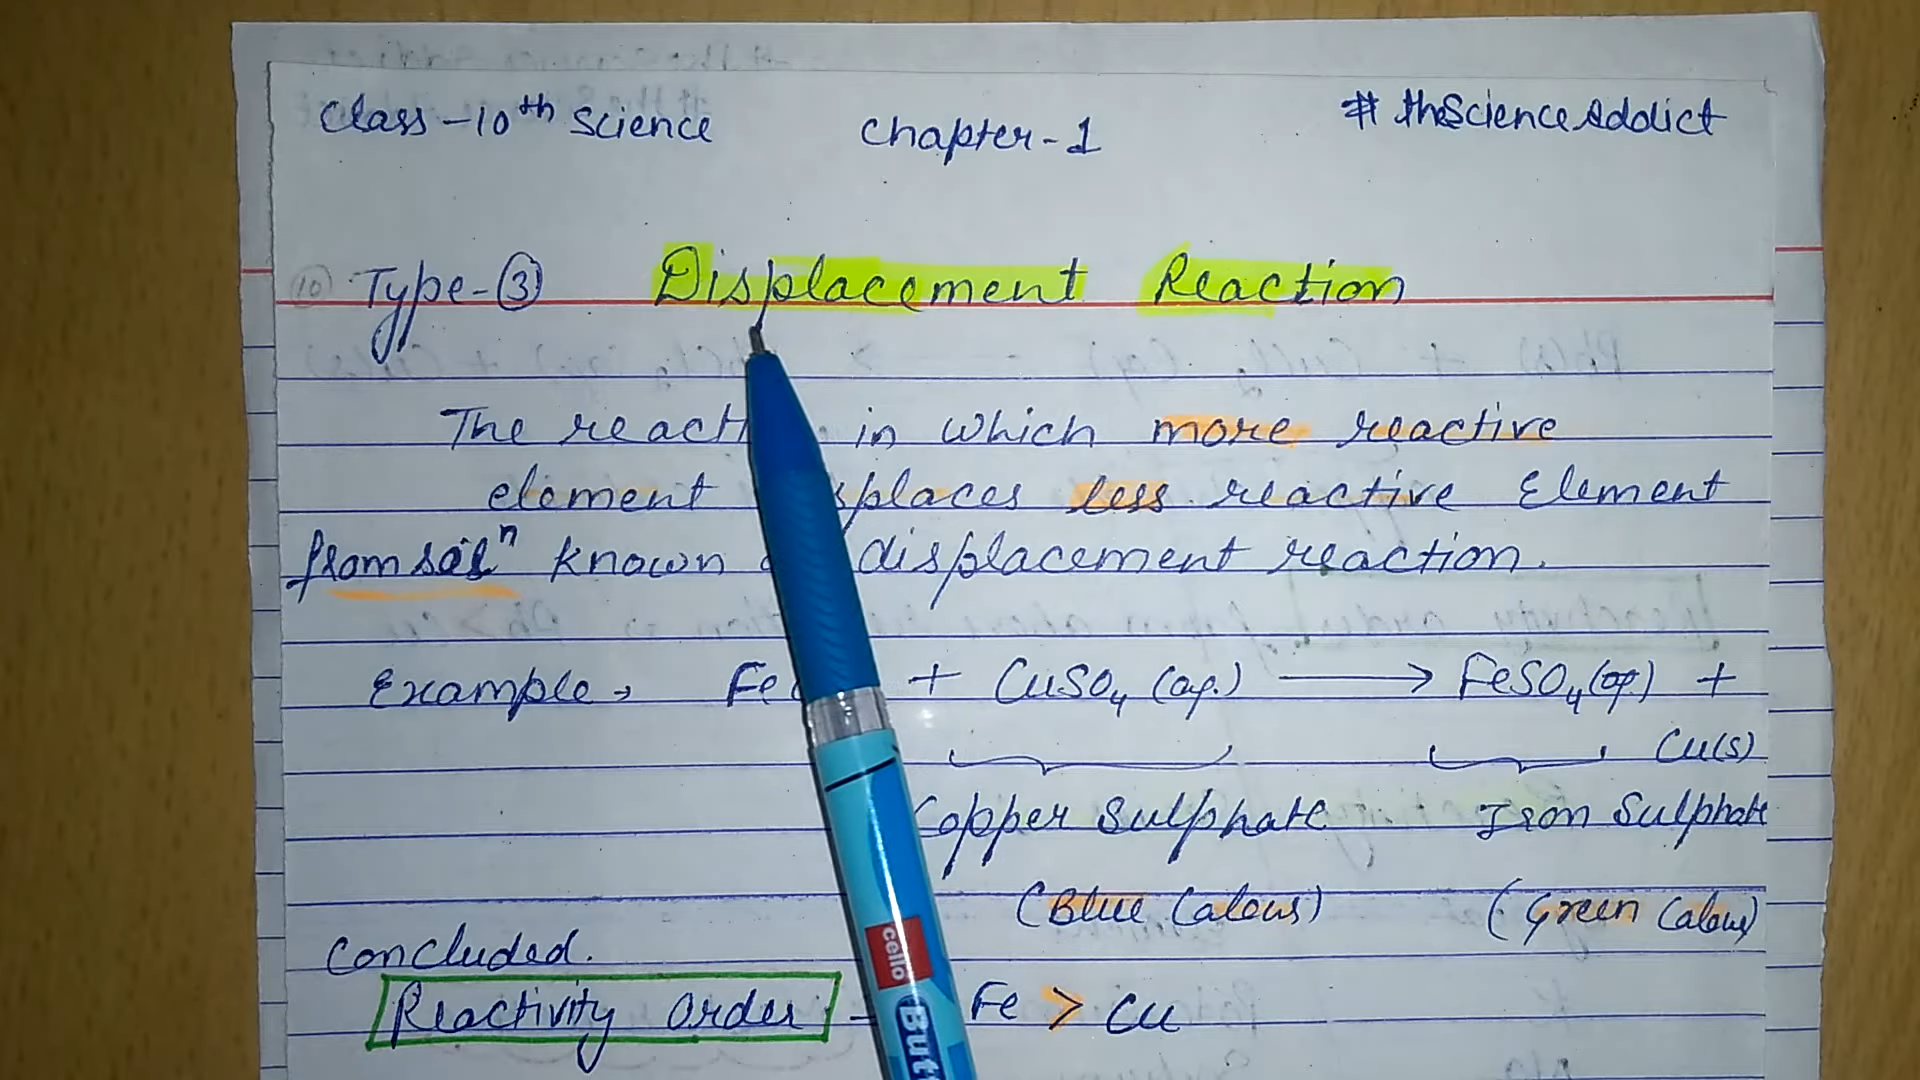 Class-10th Science Chapter-1 # theScienceAddict
Type-③ Displacement Reaction
The react in which more reactive
element splaces less reactive Element
from solⁿ known displacement reaction.
Example → Fe + CuSO₄ (aq.) ⟶ FeSO₄(aq) +
Cu(s)
Copper Sulphate Iron Sulphate
(Blue Colour) (Green Colour)
Concluded.
Reactivity Order - Fe > Cu
cello
Butt